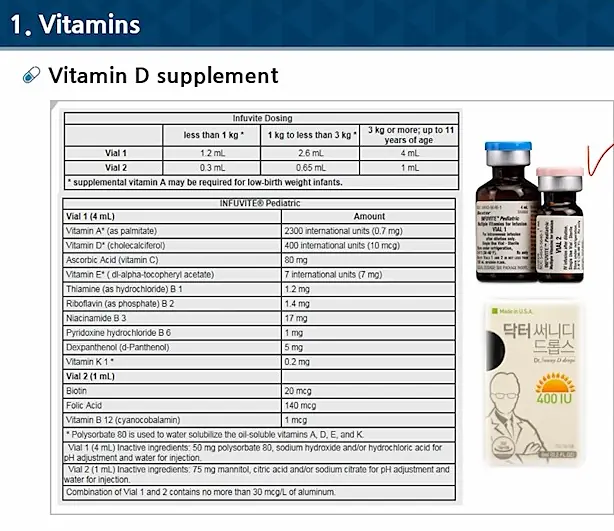 1. Vitamins
Vitamin D supplement
Infuvite Dosing
less than 1 kg * 1 kg to less than 3 kg * 3 kg or more; up to 11 years of age
Vial 1 1.2 mL 2.6 mL 4 mL
Vial 2 0.3 mL 0.65 mL 1 mL
* supplemental vitamin A may be required for low-birth weight infants.
INFUVITE® Pediatric
Vial 1 (4 mL) Amount
Vitamin A* (as palmitate) 2300 international units (0.7 mg)
Vitamin D* (cholecalciferol) 400 international units (10 mcg)
Ascorbic Acid (vitamin C) 80 mg
Vitamin E* ( dl-alpha-tocopheryl acetate) 7 international units (7 mg)
Thiamine (as hydrochloride) B 1 1.2 mg
Riboflavin (as phosphate) B 2 1.4 mg
Niacinamide B 3 17 mg
Pyridoxine hydrochloride B 6 1 mg
Dexpanthenol (d-Panthenol) 5 mg
Vitamin K 1 * 0.2 mg
Vial 2 (1 mL)
Biotin 20 mcg
Folic Acid 140 mcg
Vitamin B 12 (cyanocobalamin) 1 mcg
* Polysorbate 80 is used to water solubilize the oil-soluble vitamins A, D, E, and K.
Vial 1 (4 mL) Inactive ingredients: 50 mg polysorbate 80, sodium hydroxide and/or hydrochloric acid for
pH adjustment and water for injection.
Vial 2 (1 mL) Inactive ingredients: 75 mg mannitol, citric acid and/or sodium citrate for pH adjustment and
water for injection.
Combination of Vial 1 and 2 contains no more than 30 mcg/L of aluminum.
INFUVITE® Pediatric
Multiple Vitamins for Infusion
VIAL 1
INFUVITE® Pediatric
VIAL 2
Made in U.S.A.
닥터 써니디
드롭스
Dr. Sunny D drops
400 IU